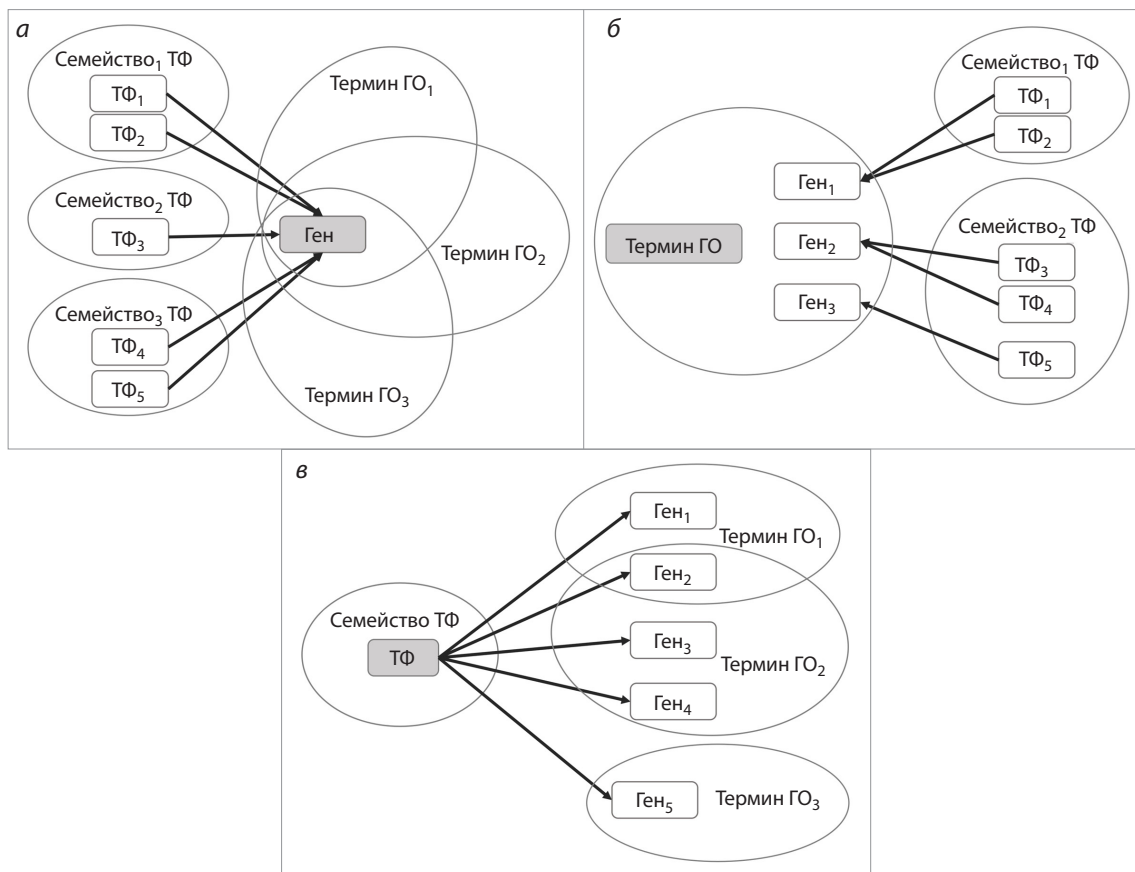 а
Семейство₁ ТФ
ТФ₁
ТФ₂
Семейство₂ ТФ
ТФ₃
Семейство₃ ТФ
ТФ₄
ТФ₅
Термин ГО₁
Ген
Термин ГО₂
Термин ГО₃
б
Семейство₁ ТФ
ТФ₁
ТФ₂
Ген₁
Термин ГО
Ген₂
Ген₃
Семейство₂ ТФ
ТФ₃
ТФ₄
ТФ₅
в
Семейство ТФ
ТФ
Ген₁
Термин ГО₁
Ген₂
Ген₃
Термин ГО₂
Ген₄
Ген₅
Термин ГО₃